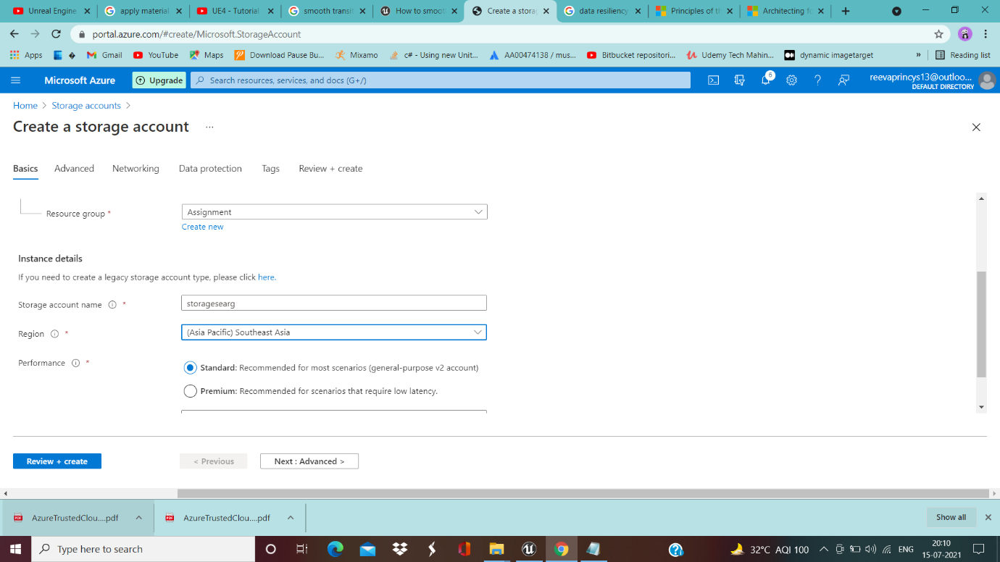 Unreal Engine
apply material
UE4 - Tutorial
smooth transit
How to smoot
Create a storag
data resiliency
Principles of th
Architecting fo
portal.azure.com/#create/Microsoft.StorageAccount
Apps
Gmail
YouTube
Maps
Download Pause Bu...
Mixamo
c# - Using new Unit...
AA00474138 / mus...
Bitbucket repositori...
Udemy Tech Mahin...
dynamic imagetarget
»
Reading list
Microsoft Azure
Upgrade
Search resources, services, and docs (G+/)
6
reevaprincys13@outloo...
DEFAULT DIRECTORY
Home > Storage accounts >
Create a storage account ...
Basics
Advanced
Networking
Data protection
Tags
Review + create
Resource group *
Assignment
Create new
Instance details
If you need to create a legacy storage account type, please click here.
Storage account name *
storagesearg
Region *
(Asia Pacific) Southeast Asia
Performance *
Standard: Recommended for most scenarios (general-purpose v2 account)
Premium: Recommended for scenarios that require low latency.
Review + create
< Previous
Next : Advanced >
AzureTrustedClou....pdf
AzureTrustedClou....pdf
Show all
Type here to search
32°C AQI 100
ENG
20:10
15-07-2021